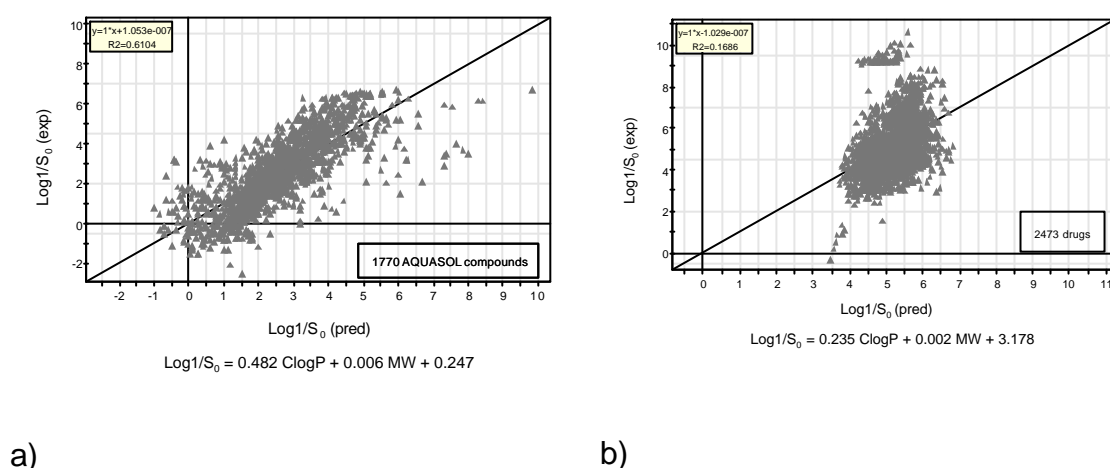 y=1*x+1.053e-007
R2=0.6104
Log1/S₀ (exp)
10
8
6
4
2
0
-2
1770 AQUASOL compounds
-2 -1 0 1 2 3 4 5 6 7 8 9 10
Log1/S₀ (pred)
Log1/S₀ = 0.482 ClogP + 0.006 MW + 0.247
a)
y=1*x-1.029e-007
R2=0.1686
Log1/S₀ (exp)
10
8
6
4
2
0
2473 drugs
0 1 2 3 4 5 6 7 8 9 10 11
Log1/S₀ (pred)
Log1/S₀ = 0.235 ClogP + 0.002 MW + 3.178
b)